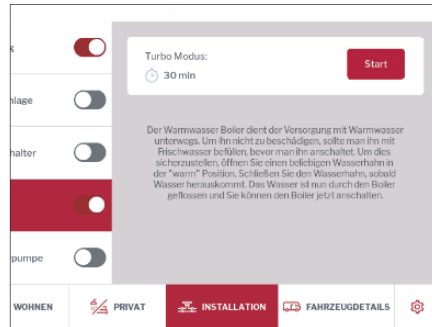 Turbo Modus:
30 min
Start
nlage
halter
pumpe
Der Warmwasser Boiler dient der Versorgung mit Warmwasser
unterwegs. Um ihn nicht zu beschädigen, sollte man ihn mit
Frischwasser befüllen, bevor man ihn anschaltet. Um dies
sicherzustellen, öffnen Sie einen beliebigen Wasserhahn in
der "warm" Position. Schließen Sie den Wasserhahn, sobald
Wasser herauskommt. Das Wasser ist nun durch den Boiler
geflossen und Sie können den Boiler jetzt anschalten.
WOHNEN
PRIVAT
INSTALLATION
FAHRZEUGDETAILS